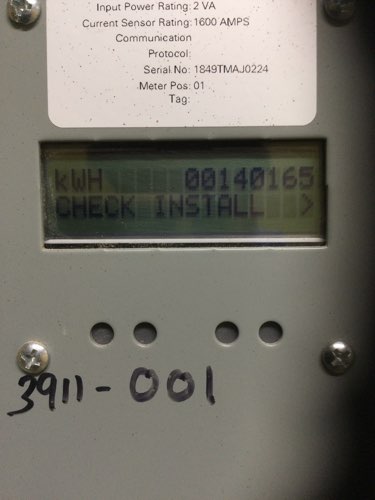 Input Power Rating: 2 VA
Current Sensor Rating: 1600 AMPS
Communication
Protocol:
Serial No: 1849TMAJ0224
Meter Pos: 01
Tag:
kWH 00140165
CHECK INSTALL >
3911-001